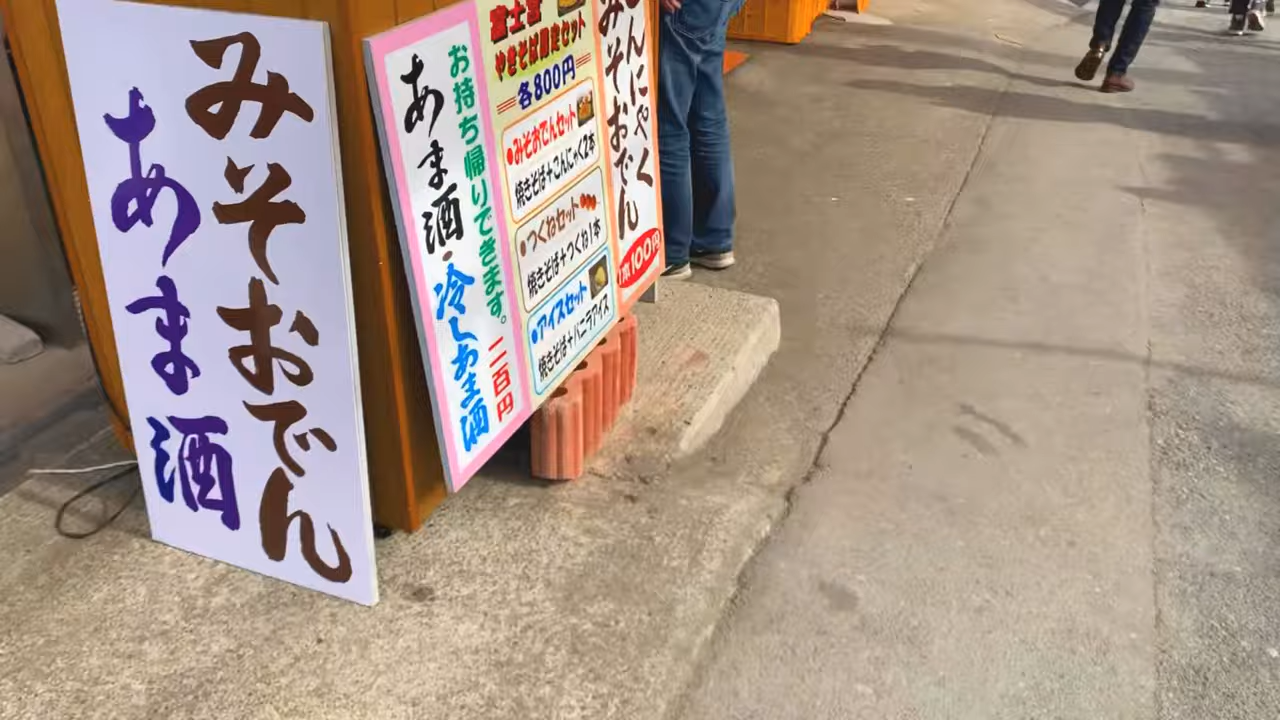 みそおでん
あま酒
お持ち帰りできます。
あま酒・冷しあま酒
二百円
やきそば限定セット
各800円
●みそおでんセット
焼きそば+こんにゃく2本
●つくねセット
焼きそば+つくね1本
●アイスセット
焼きそば+バニラアイス
こんにゃく
みそおでん
1本100円